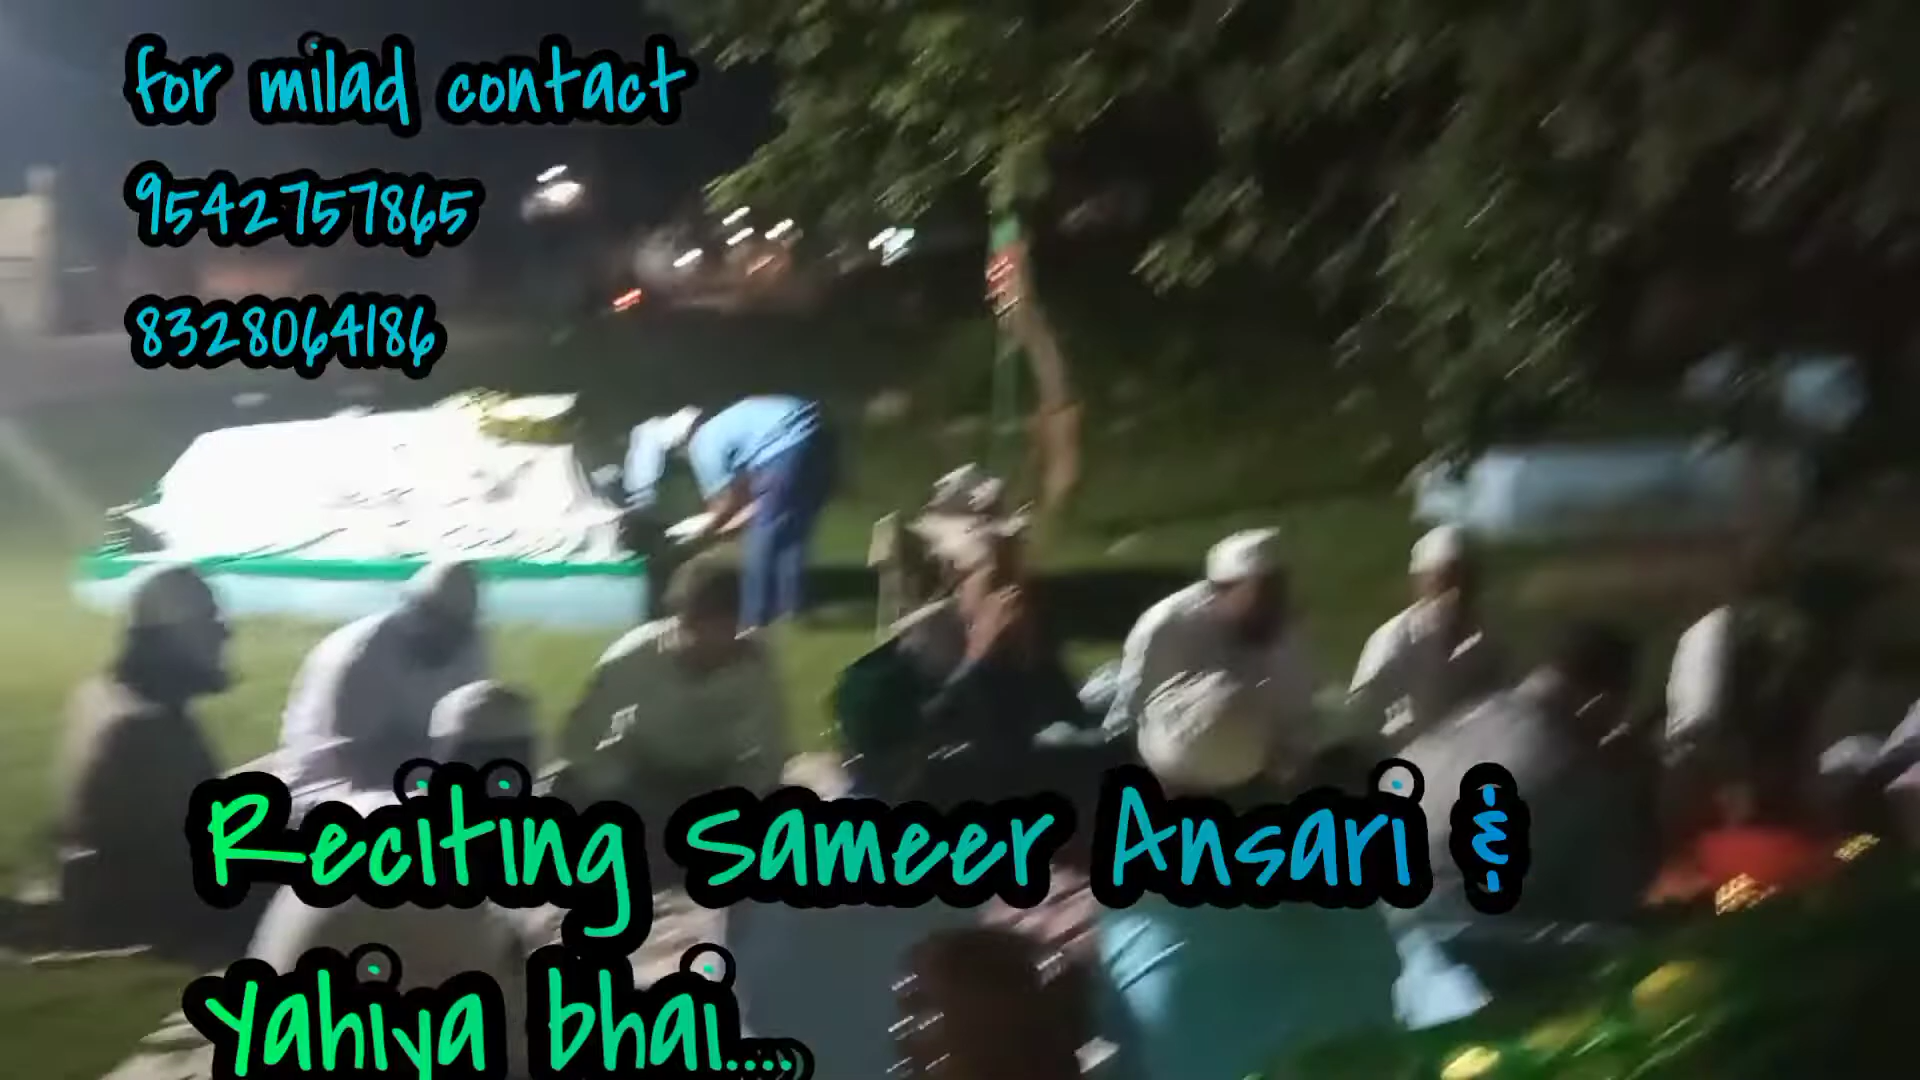 for milad contact
9542757865
8328064186
Reciting Sameer Ansari &
Yahiya bhai....